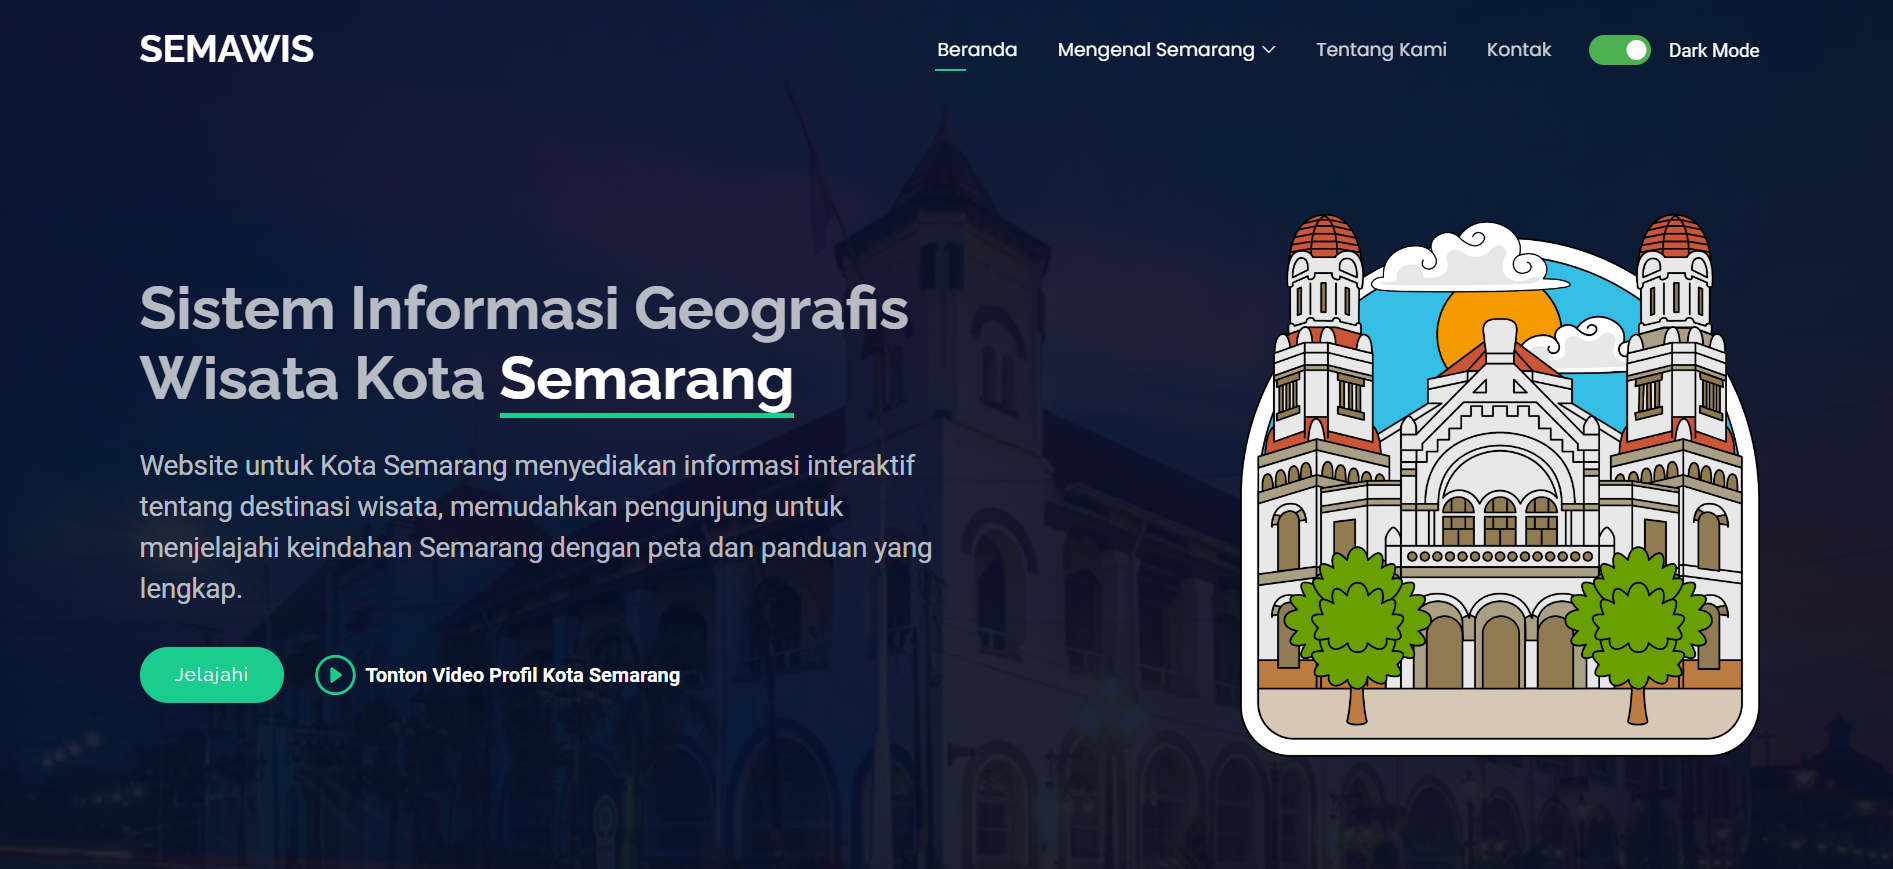 SEMAWIS
Beranda
Mengenal Semarang
Tentang Kami
Kontak
Dark Mode
Sistem Informasi Geografis
Wisata Kota Semarang
Website untuk Kota Semarang menyediakan informasi interaktif
tentang destinasi wisata, memudahkan pengunjung untuk
menjelajahi keindahan Semarang dengan peta dan panduan yang
lengkap.
Jelajahi
Tonton Video Profil Kota Semarang